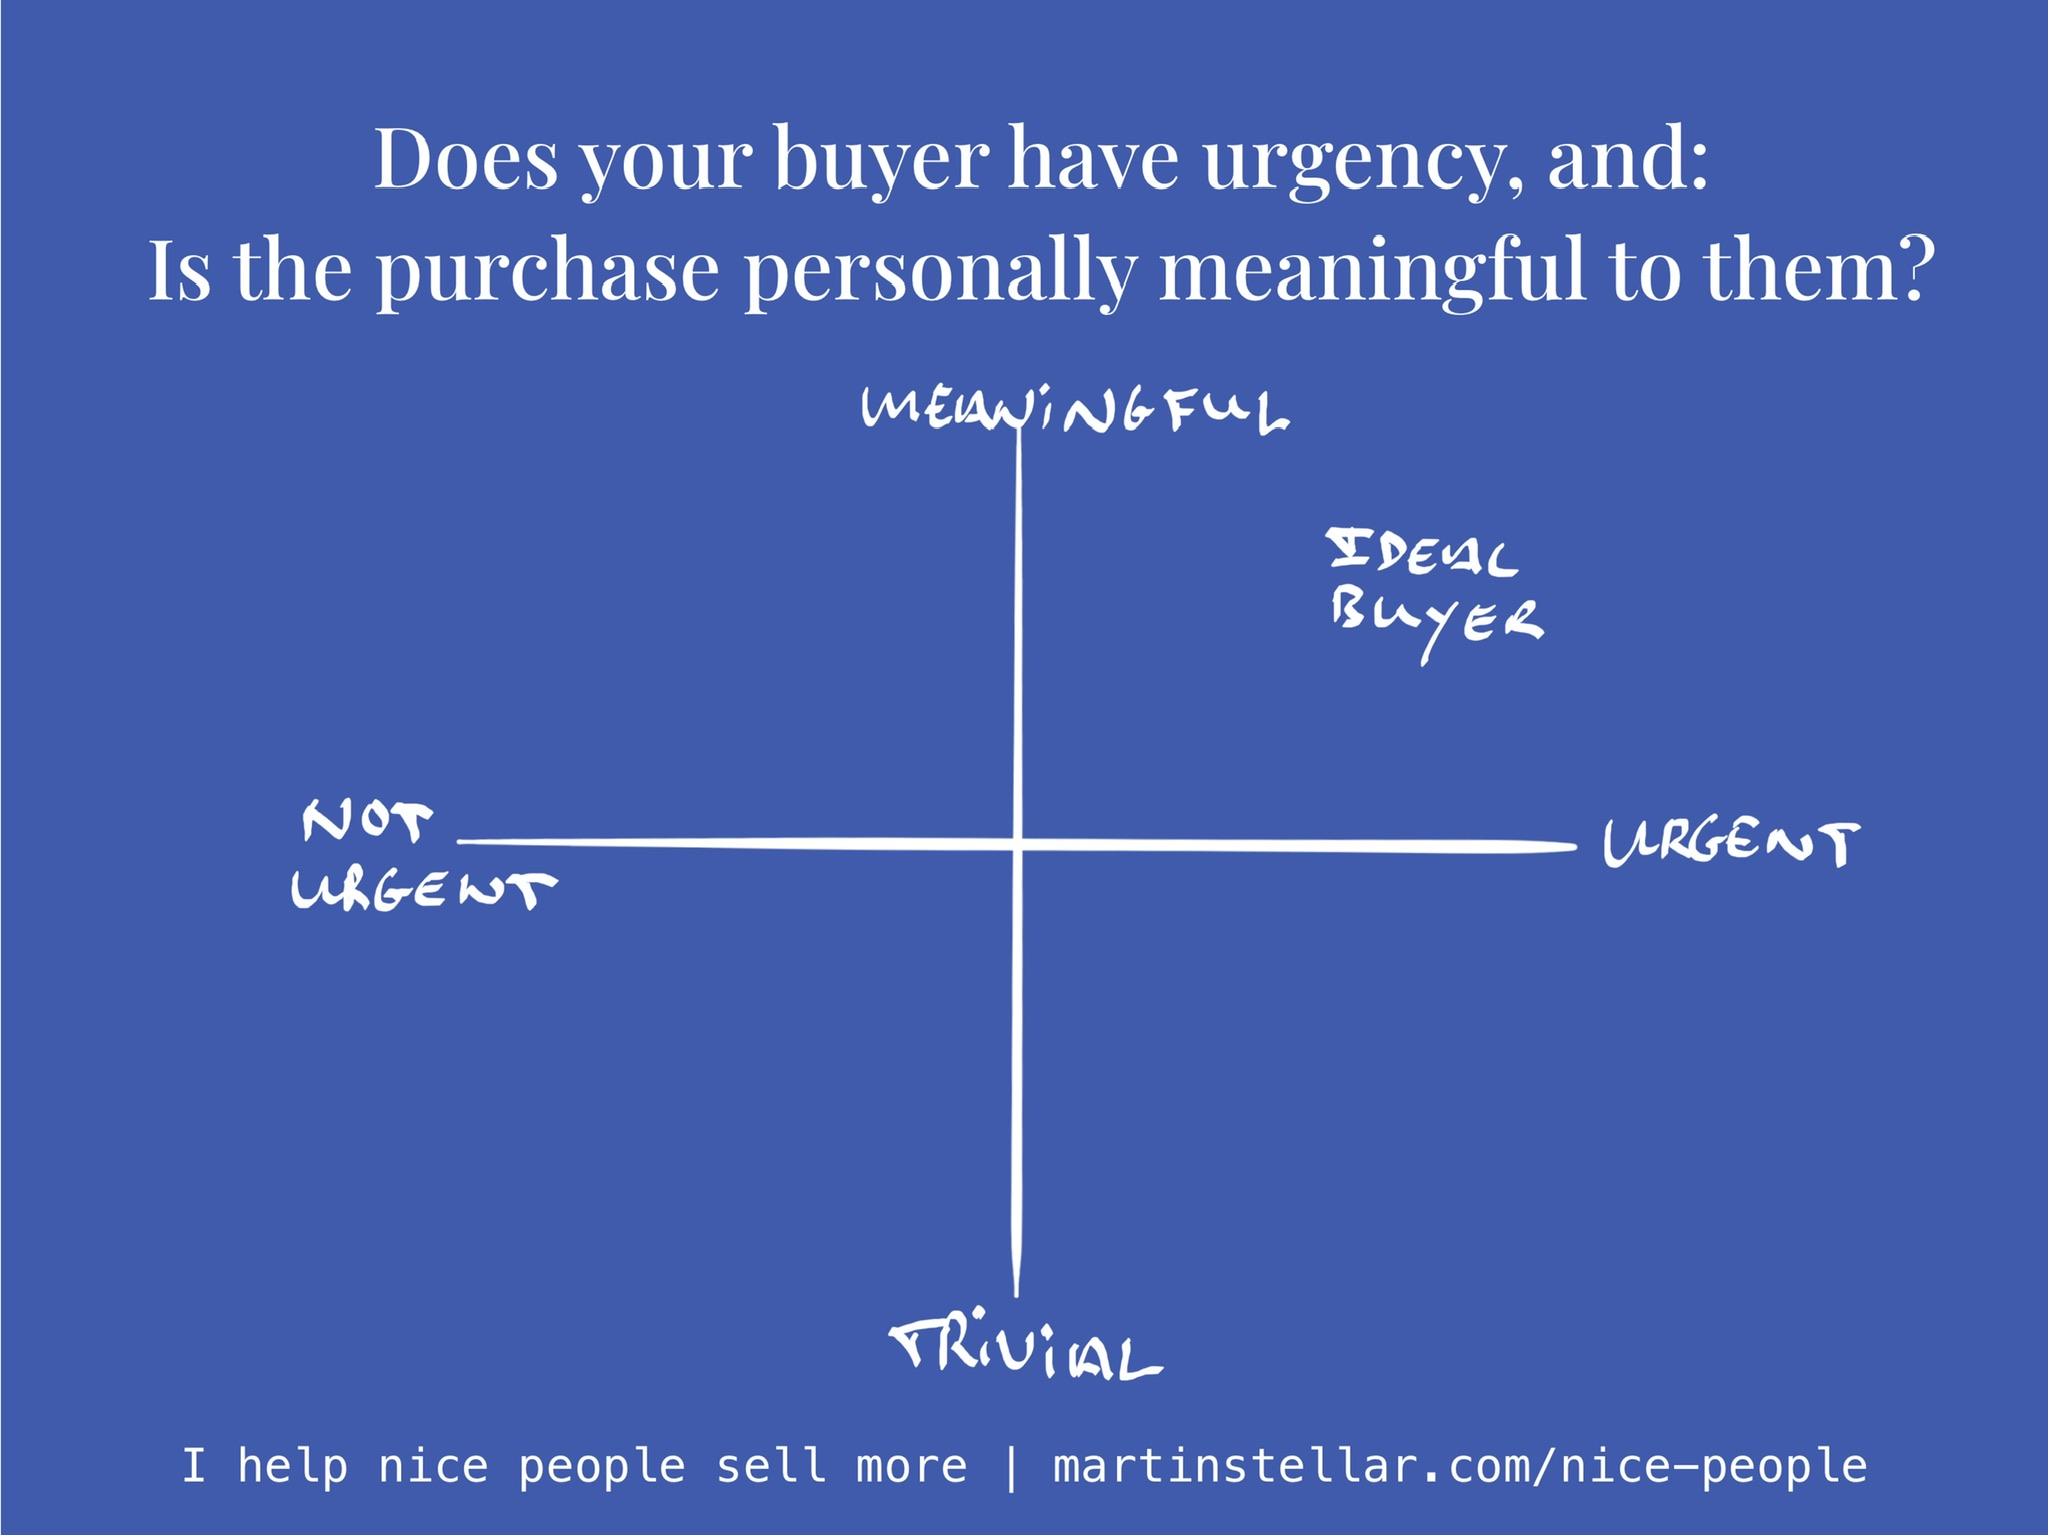 Does your buyer have urgency, and:
Is the purchase personally meaningful to them?
MEANiNGFUL
IDEAL
BUYER
NOT
URGENT
URGENT
TRiViAL
I help nice people sell more | martinstellar.com/nice-people